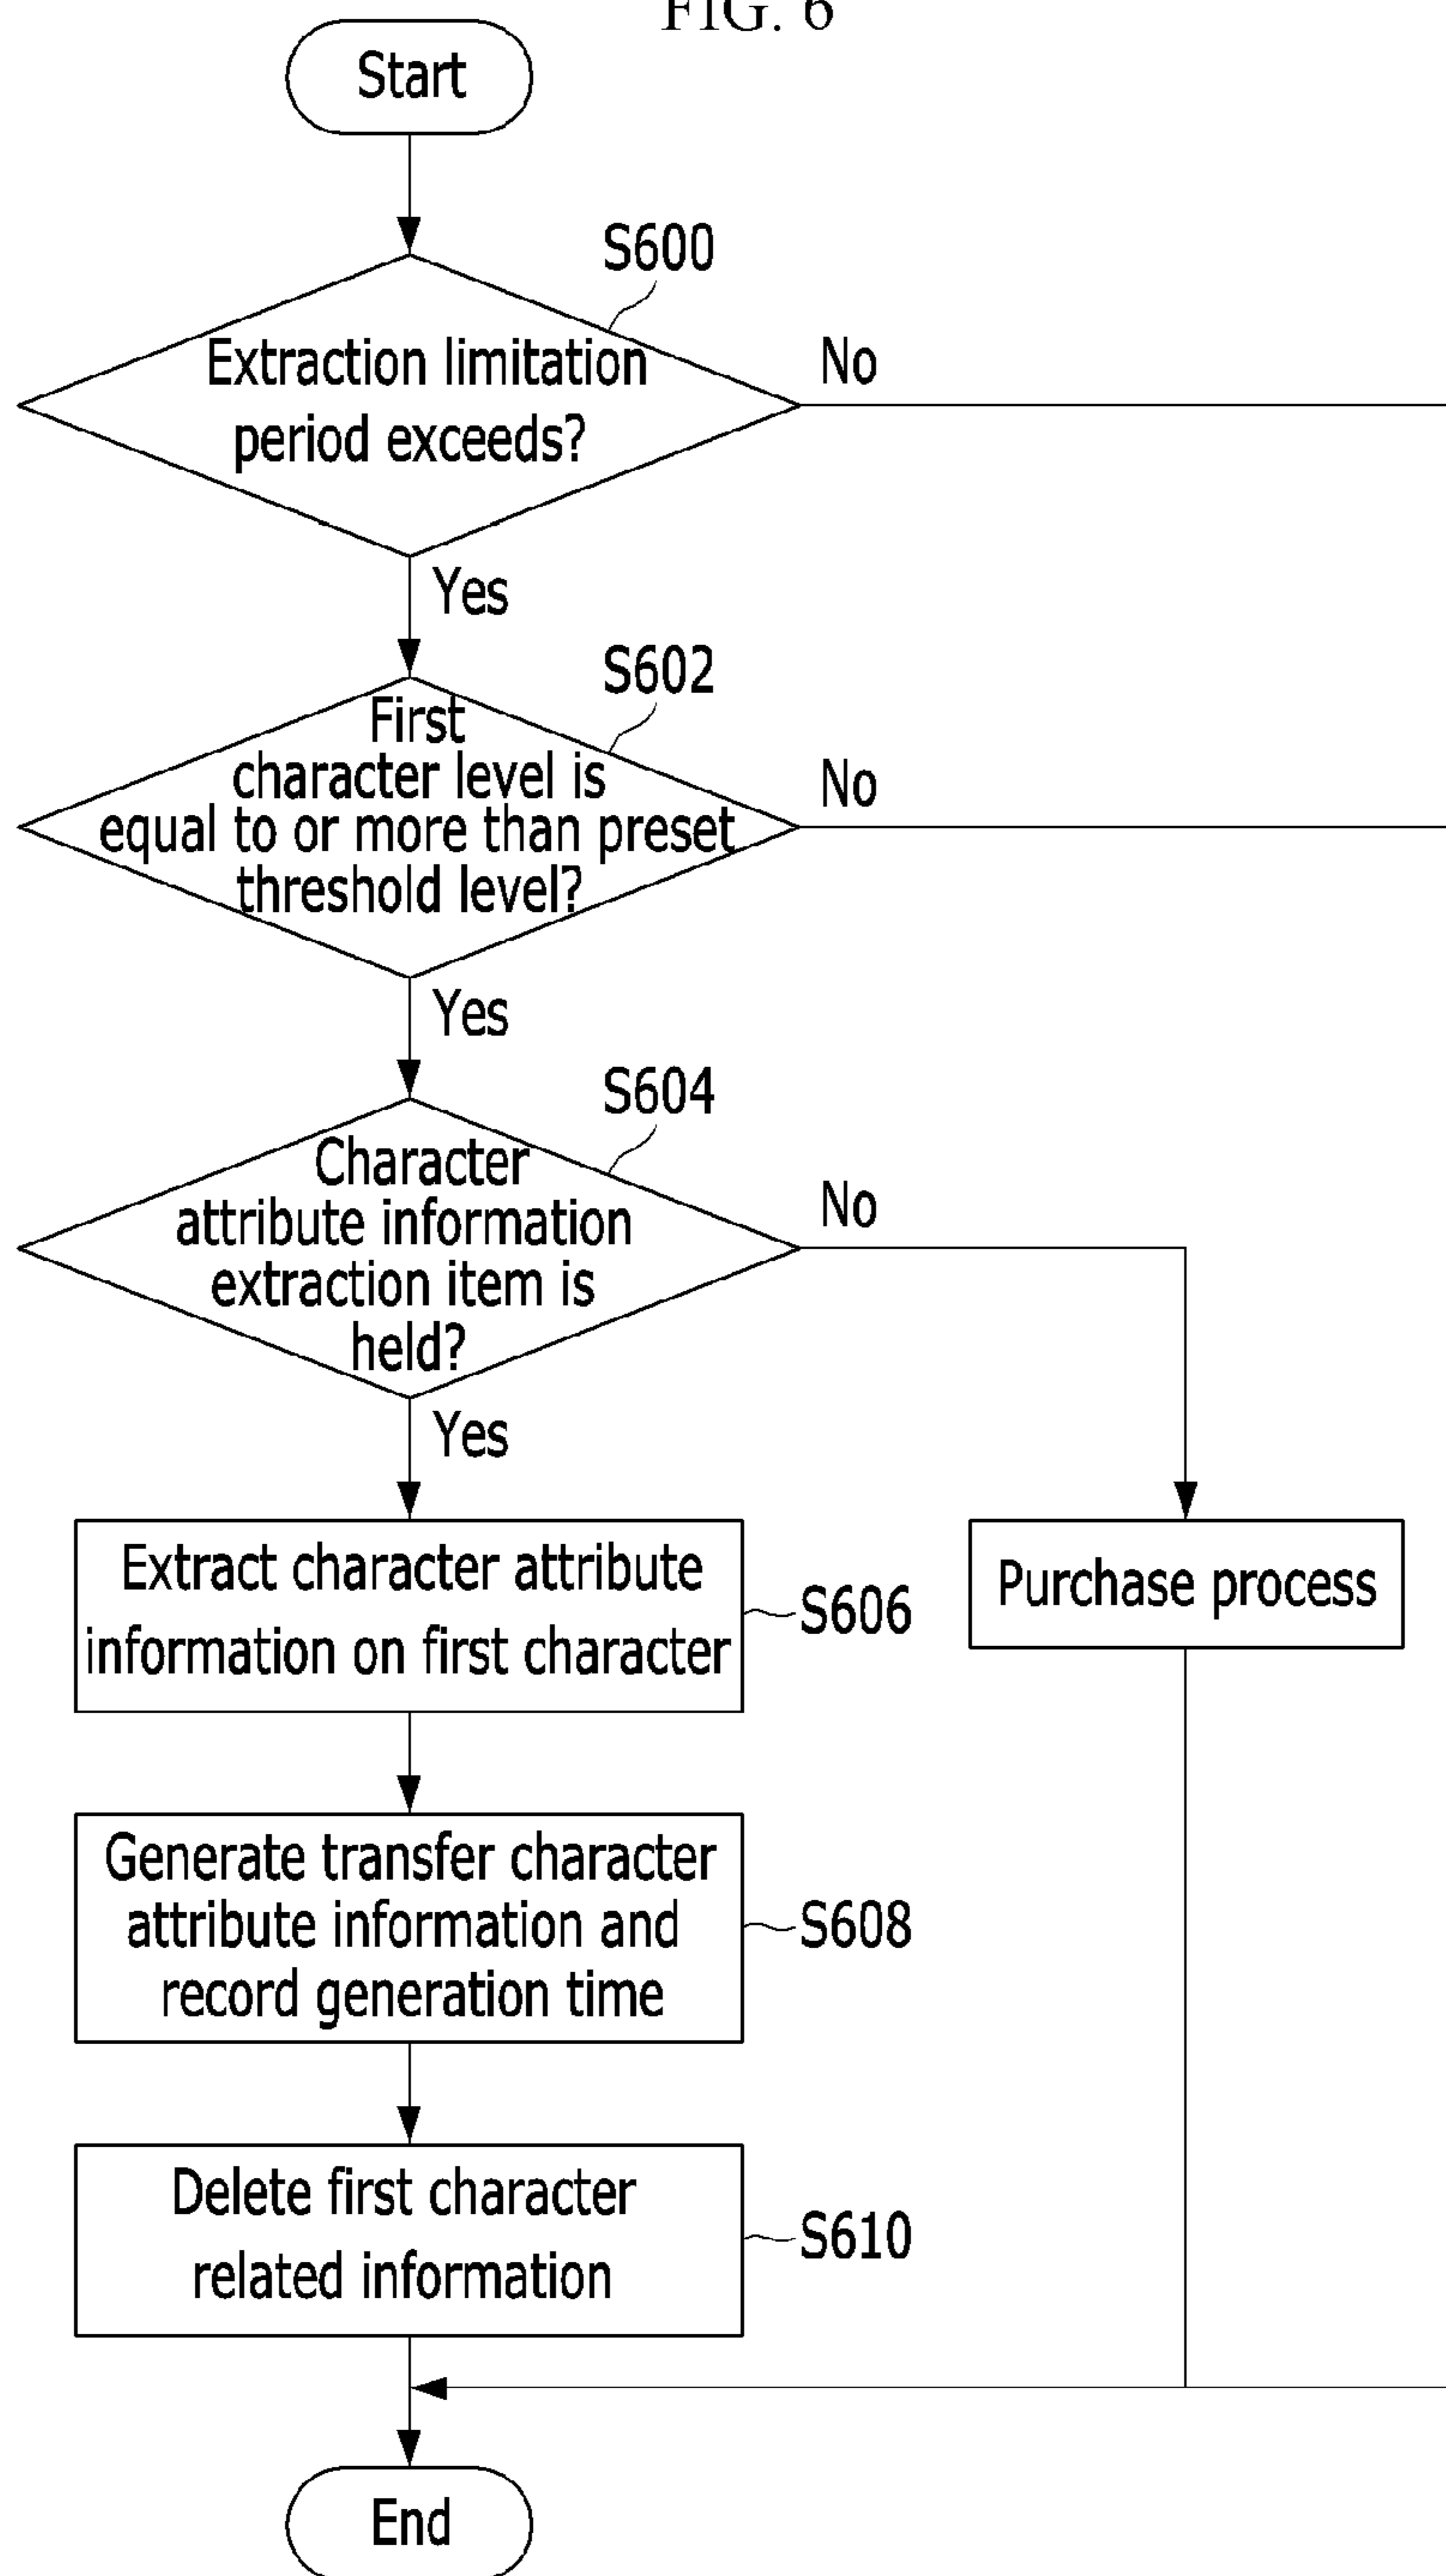 FIG. 6
Start
S600
Extraction limitation
period exceeds?
No
Yes
S602
First
character level is
equal to or more than preset
threshold level?
No
Yes
S604
Character
attribute information
extraction item is
held?
No
Yes
Extract character attribute
information on first character
S606
Purchase process
Generate transfer character
attribute information and
record generation time
S608
Delete first character
related information
S610
End